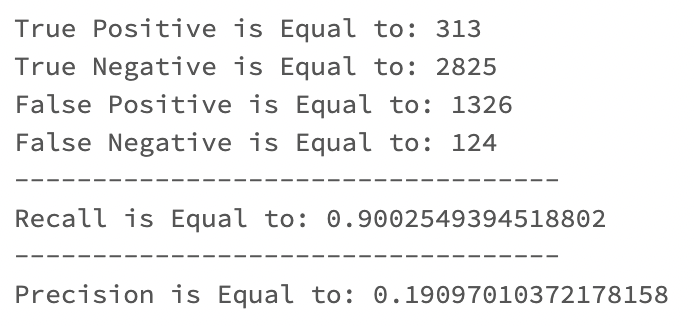 True Positive is Equal to: 313
True Negative is Equal to: 2825
False Positive is Equal to: 1326
False Negative is Equal to: 124
-----------------------------------
Recall is Equal to: 0.9002549394518802
-----------------------------------
Precision is Equal to: 0.19097010372178158